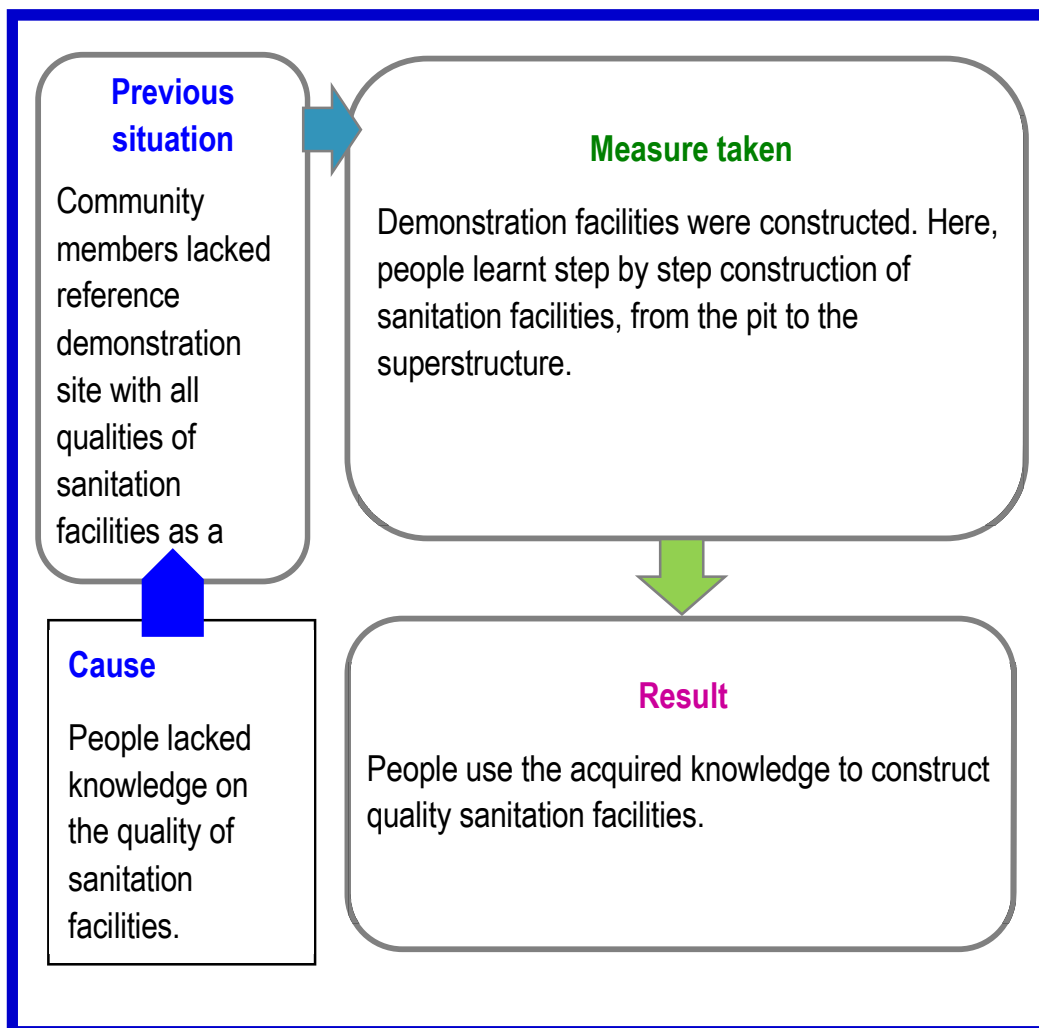 Previous
situation
Community
members lacked
reference
demonstration
site with all
qualities of
sanitation
facilities as a
Measure taken
Demonstration facilities were constructed. Here,
people learnt step by step construction of
sanitation facilities, from the pit to the
superstructure.
Cause
People lacked
knowledge on
the quality of
sanitation
facilities.
Result
People use the acquired knowledge to construct
quality sanitation facilities.